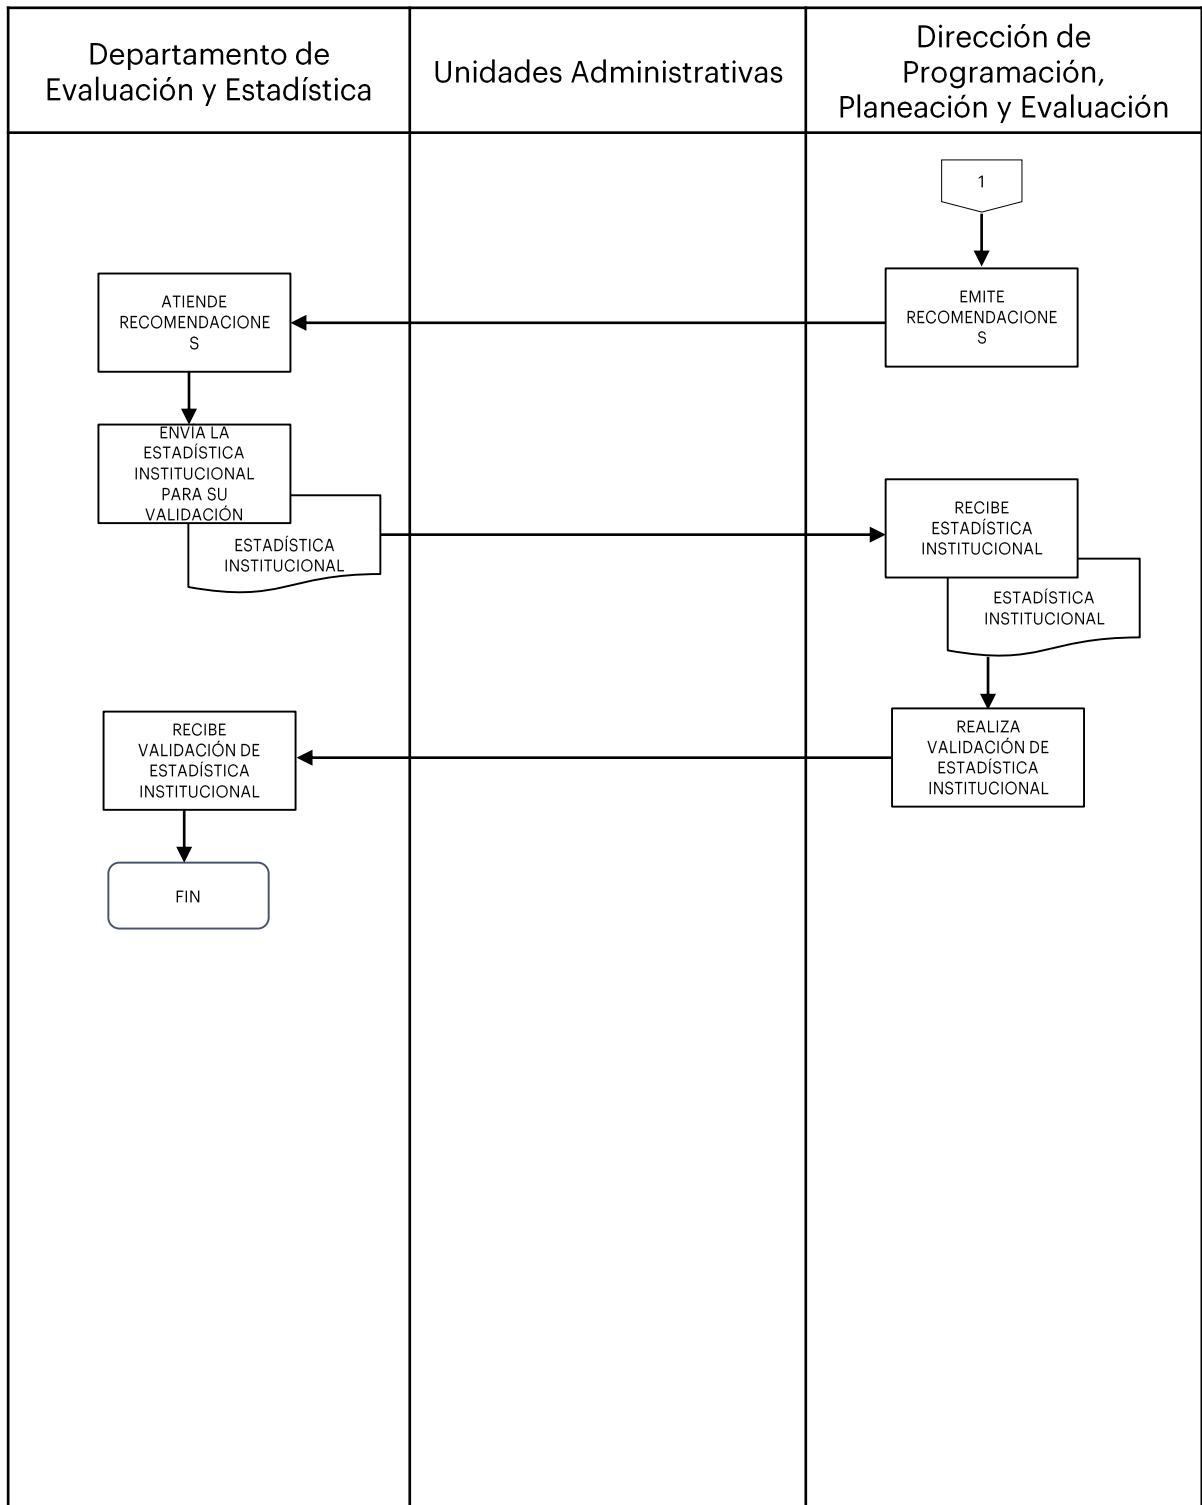 Departamento de
Evaluación y Estadística
Unidades Administrativas
Dirección de
Programación,
Planeación y Evaluación
1
EMITE
RECOMENDACIONE
S
ATIENDE
RECOMENDACIONE
S
ENVIA LA
ESTADÍSTICA
INSTITUCIONAL
PARA SU
VALIDACIÓN
ESTADÍSTICA
INSTITUCIONAL
RECIBE
ESTADÍSTICA
INSTITUCIONAL
ESTADÍSTICA
INSTITUCIONAL
REALIZA
VALIDACIÓN DE
ESTADÍSTICA
INSTITUCIONAL
RECIBE
VALIDACIÓN DE
ESTADÍSTICA
INSTITUCIONAL
FIN